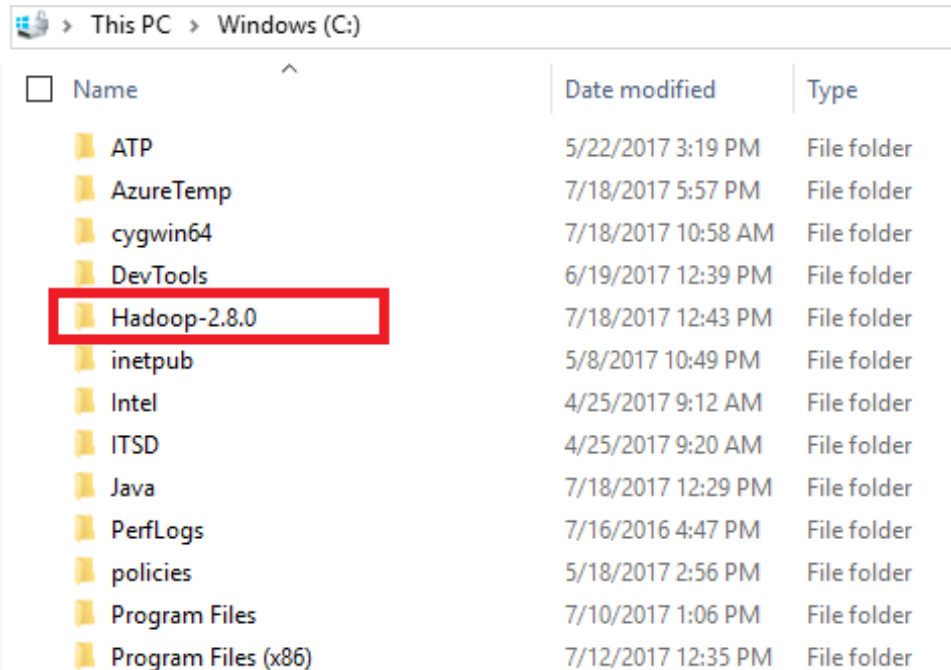 This PC > Windows (C:)
Name Date modified Type
ATP 5/22/2017 3:19 PM File folder
AzureTemp 7/18/2017 5:57 PM File folder
cygwin64 7/18/2017 10:58 AM File folder
DevTools 6/19/2017 12:39 PM File folder
Hadoop-2.8.0 7/18/2017 12:43 PM File folder
inetpub 5/8/2017 10:49 PM File folder
Intel 4/25/2017 9:12 AM File folder
ITSD 4/25/2017 9:20 AM File folder
Java 7/18/2017 12:29 PM File folder
PerfLogs 7/16/2016 4:47 PM File folder
policies 5/18/2017 2:56 PM File folder
Program Files 7/10/2017 1:06 PM File folder
Program Files (x86) 7/12/2017 12:35 PM File folder